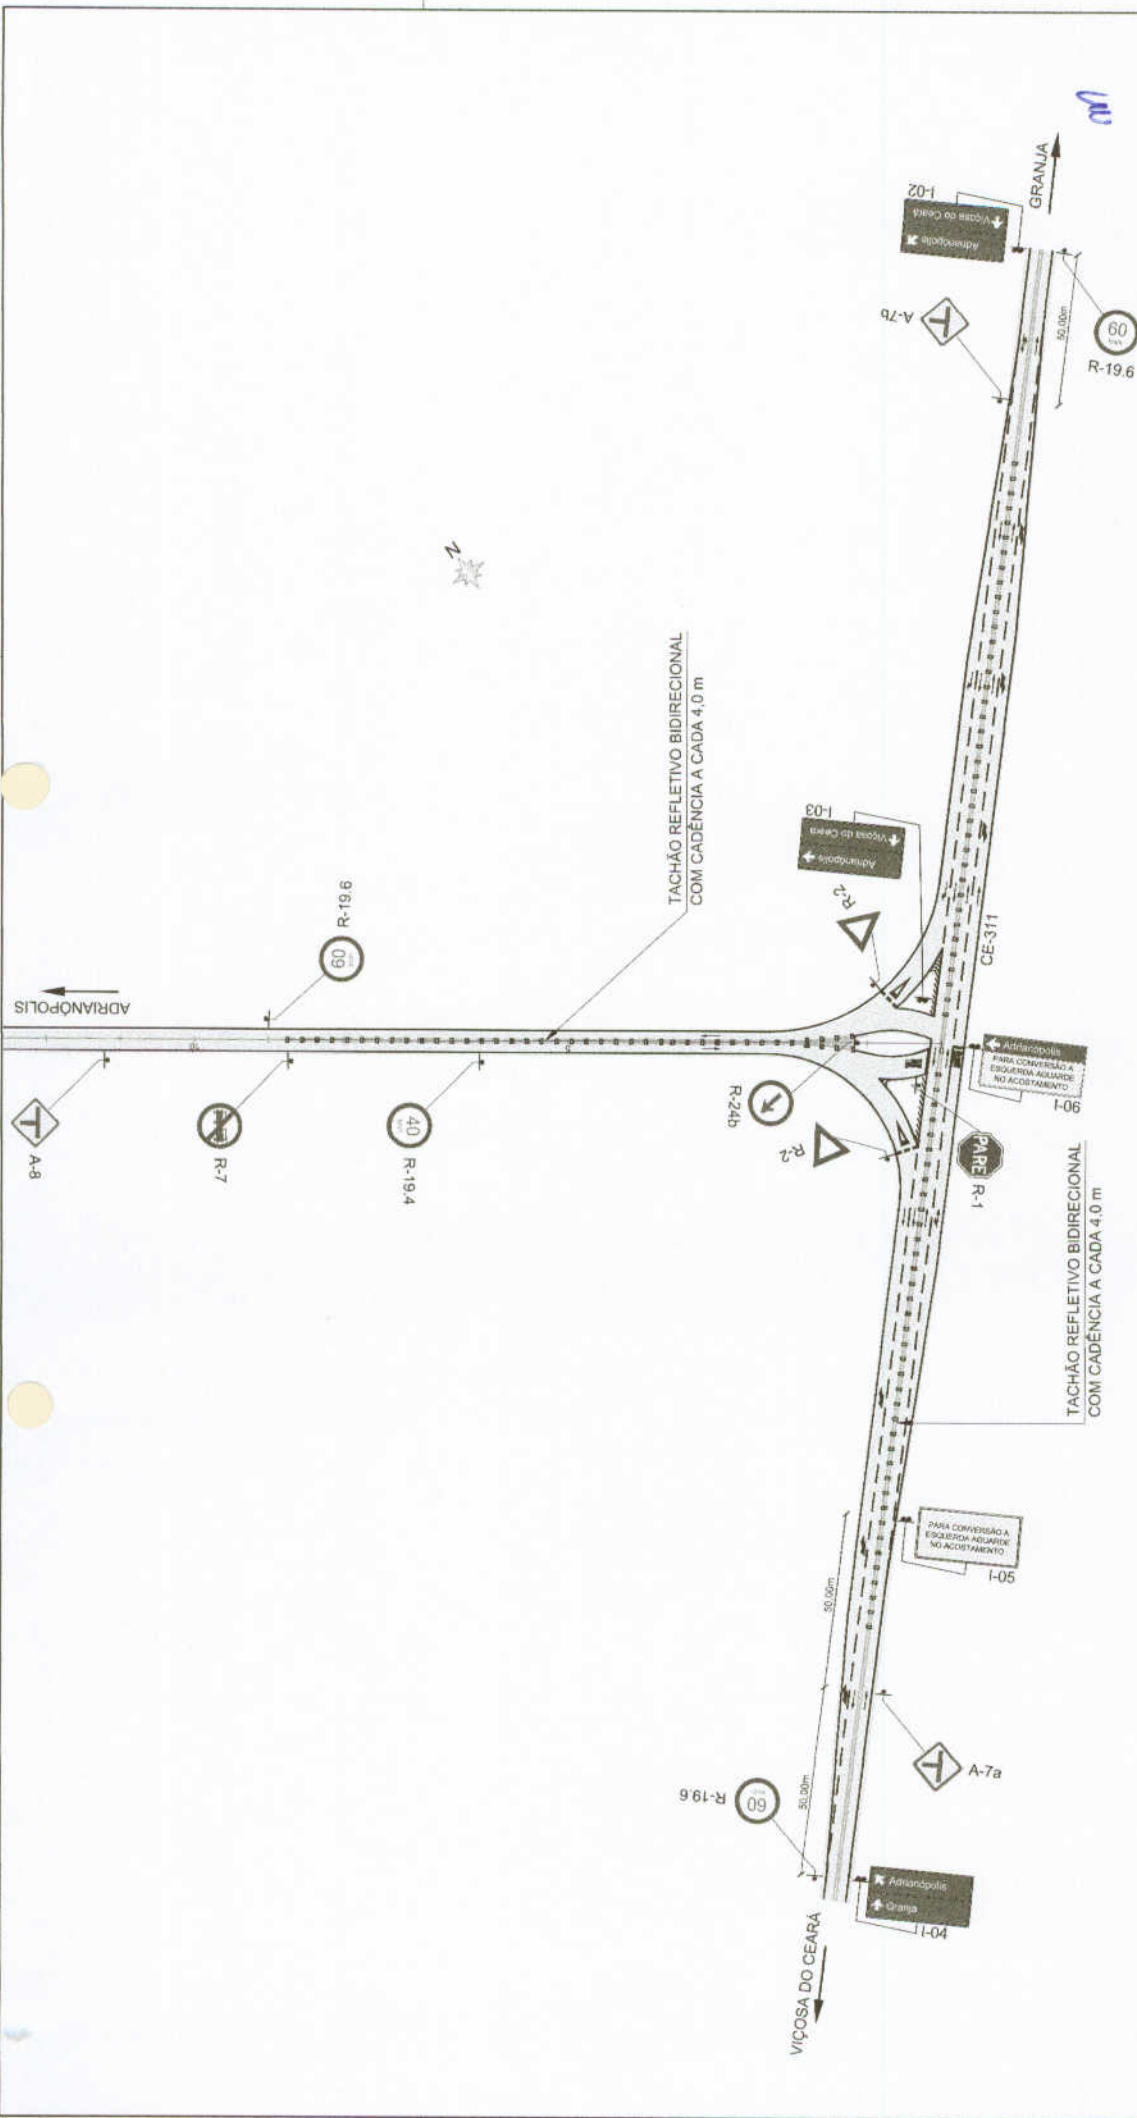 GRANJA
I-02
Adrianópolis
Viçosa do Ceará
A-7b
50,00m
60
km/h
R-19.6
N
TACHÃO REFLETIVO BIDIRECIONAL
COM CADÊNCIA A CADA 4,0 m
I-03
Adrianópolis
Viçosa do Ceará
R-2
CE-311
ADRIANÓPOLIS
60
R-19.6
10
5
A-8
R-7
40
km/h
R-19.4
R-24b
R-2
Adrianópolis
PARA CONVERSÃO A
ESQUERDA AGUARDE
NO ACOSTAMENTO
I-06
PARE
R-1
TACHÃO REFLETIVO BIDIRECIONAL
COM CADÊNCIA A CADA 4,0 m
PARA CONVERSÃO A
ESQUERDA AGUARDE
NO ACOSTAMENTO
I-05
50,00m
50,00m
A-7a
60
R-19.6
Adrianópolis
Granja
I-04
VIÇOSA DO CEARÁ